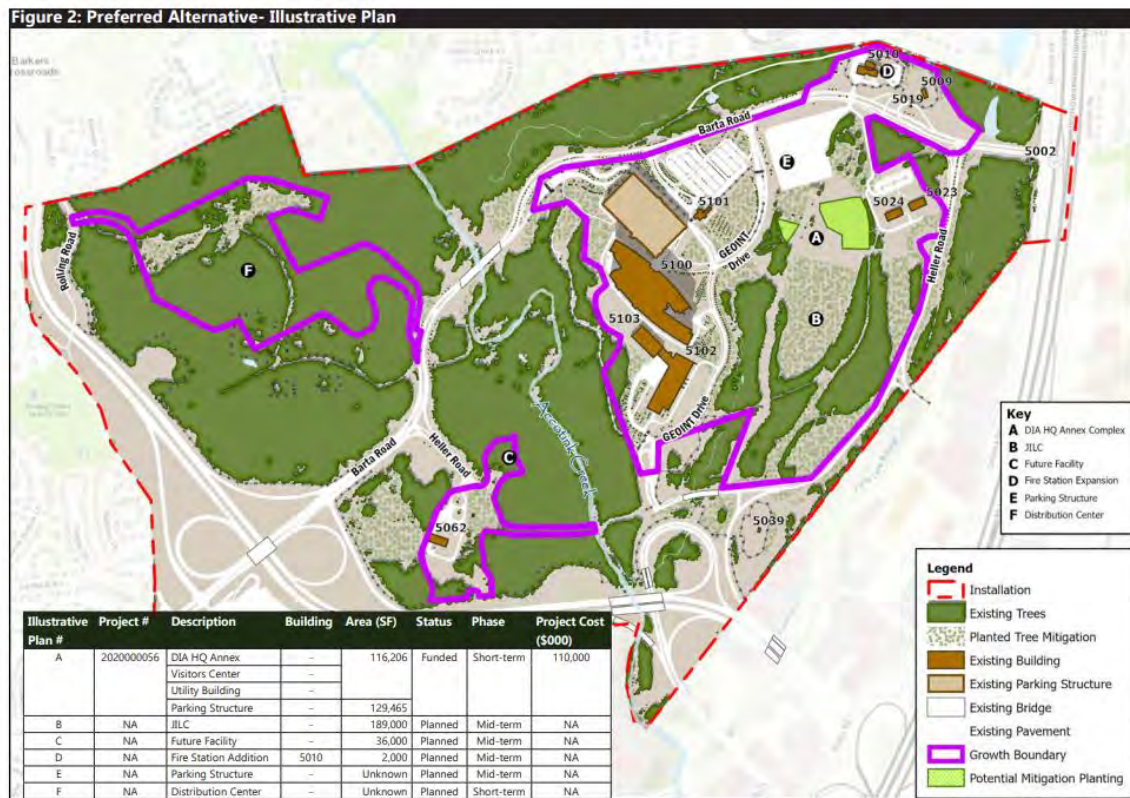 Figure 2: Preferred Alternative- Illustrative Plan
Barkers
rossroads
5010
D
5009
5019
Barta Road
5002
E
5101
5024
5023
A
GEOINT
Drive
Heller Road
5100
Rolling Road
F
B
5103
5102
GEOINT Drive
Accotink Creek
Barta Road
Heller Road
C
5062
5039
Key
A DIA HQ Annex Complex
B JILC
C Future Facility
D Fire Station Expansion
E Parking Structure
F Distribution Center
Legend
Installation
Existing Trees
Planted Tree Mitigation
Existing Building
Existing Parking Structure
Existing Bridge
Existing Pavement
Growth Boundary
Potential Mitigation Planting
Illustrative Plan # Project # Description Building Area (SF) Status Phase Project Cost ($000)
A 2020000056 DIA HQ Annex – 116,206 Funded Short-term 110,000
Visitors Center –
Utility Building –
Parking Structure – 129,465
B NA JILC – 189,000 Planned Mid-term NA
C NA Future Facility – 36,000 Planned Mid-term NA
D NA Fire Station Addition 5010 2,000 Planned Mid-term NA
E NA Parking Structure – Unknown Planned Mid-term NA
F NA Distribution Center – Unknown Planned Short-term NA